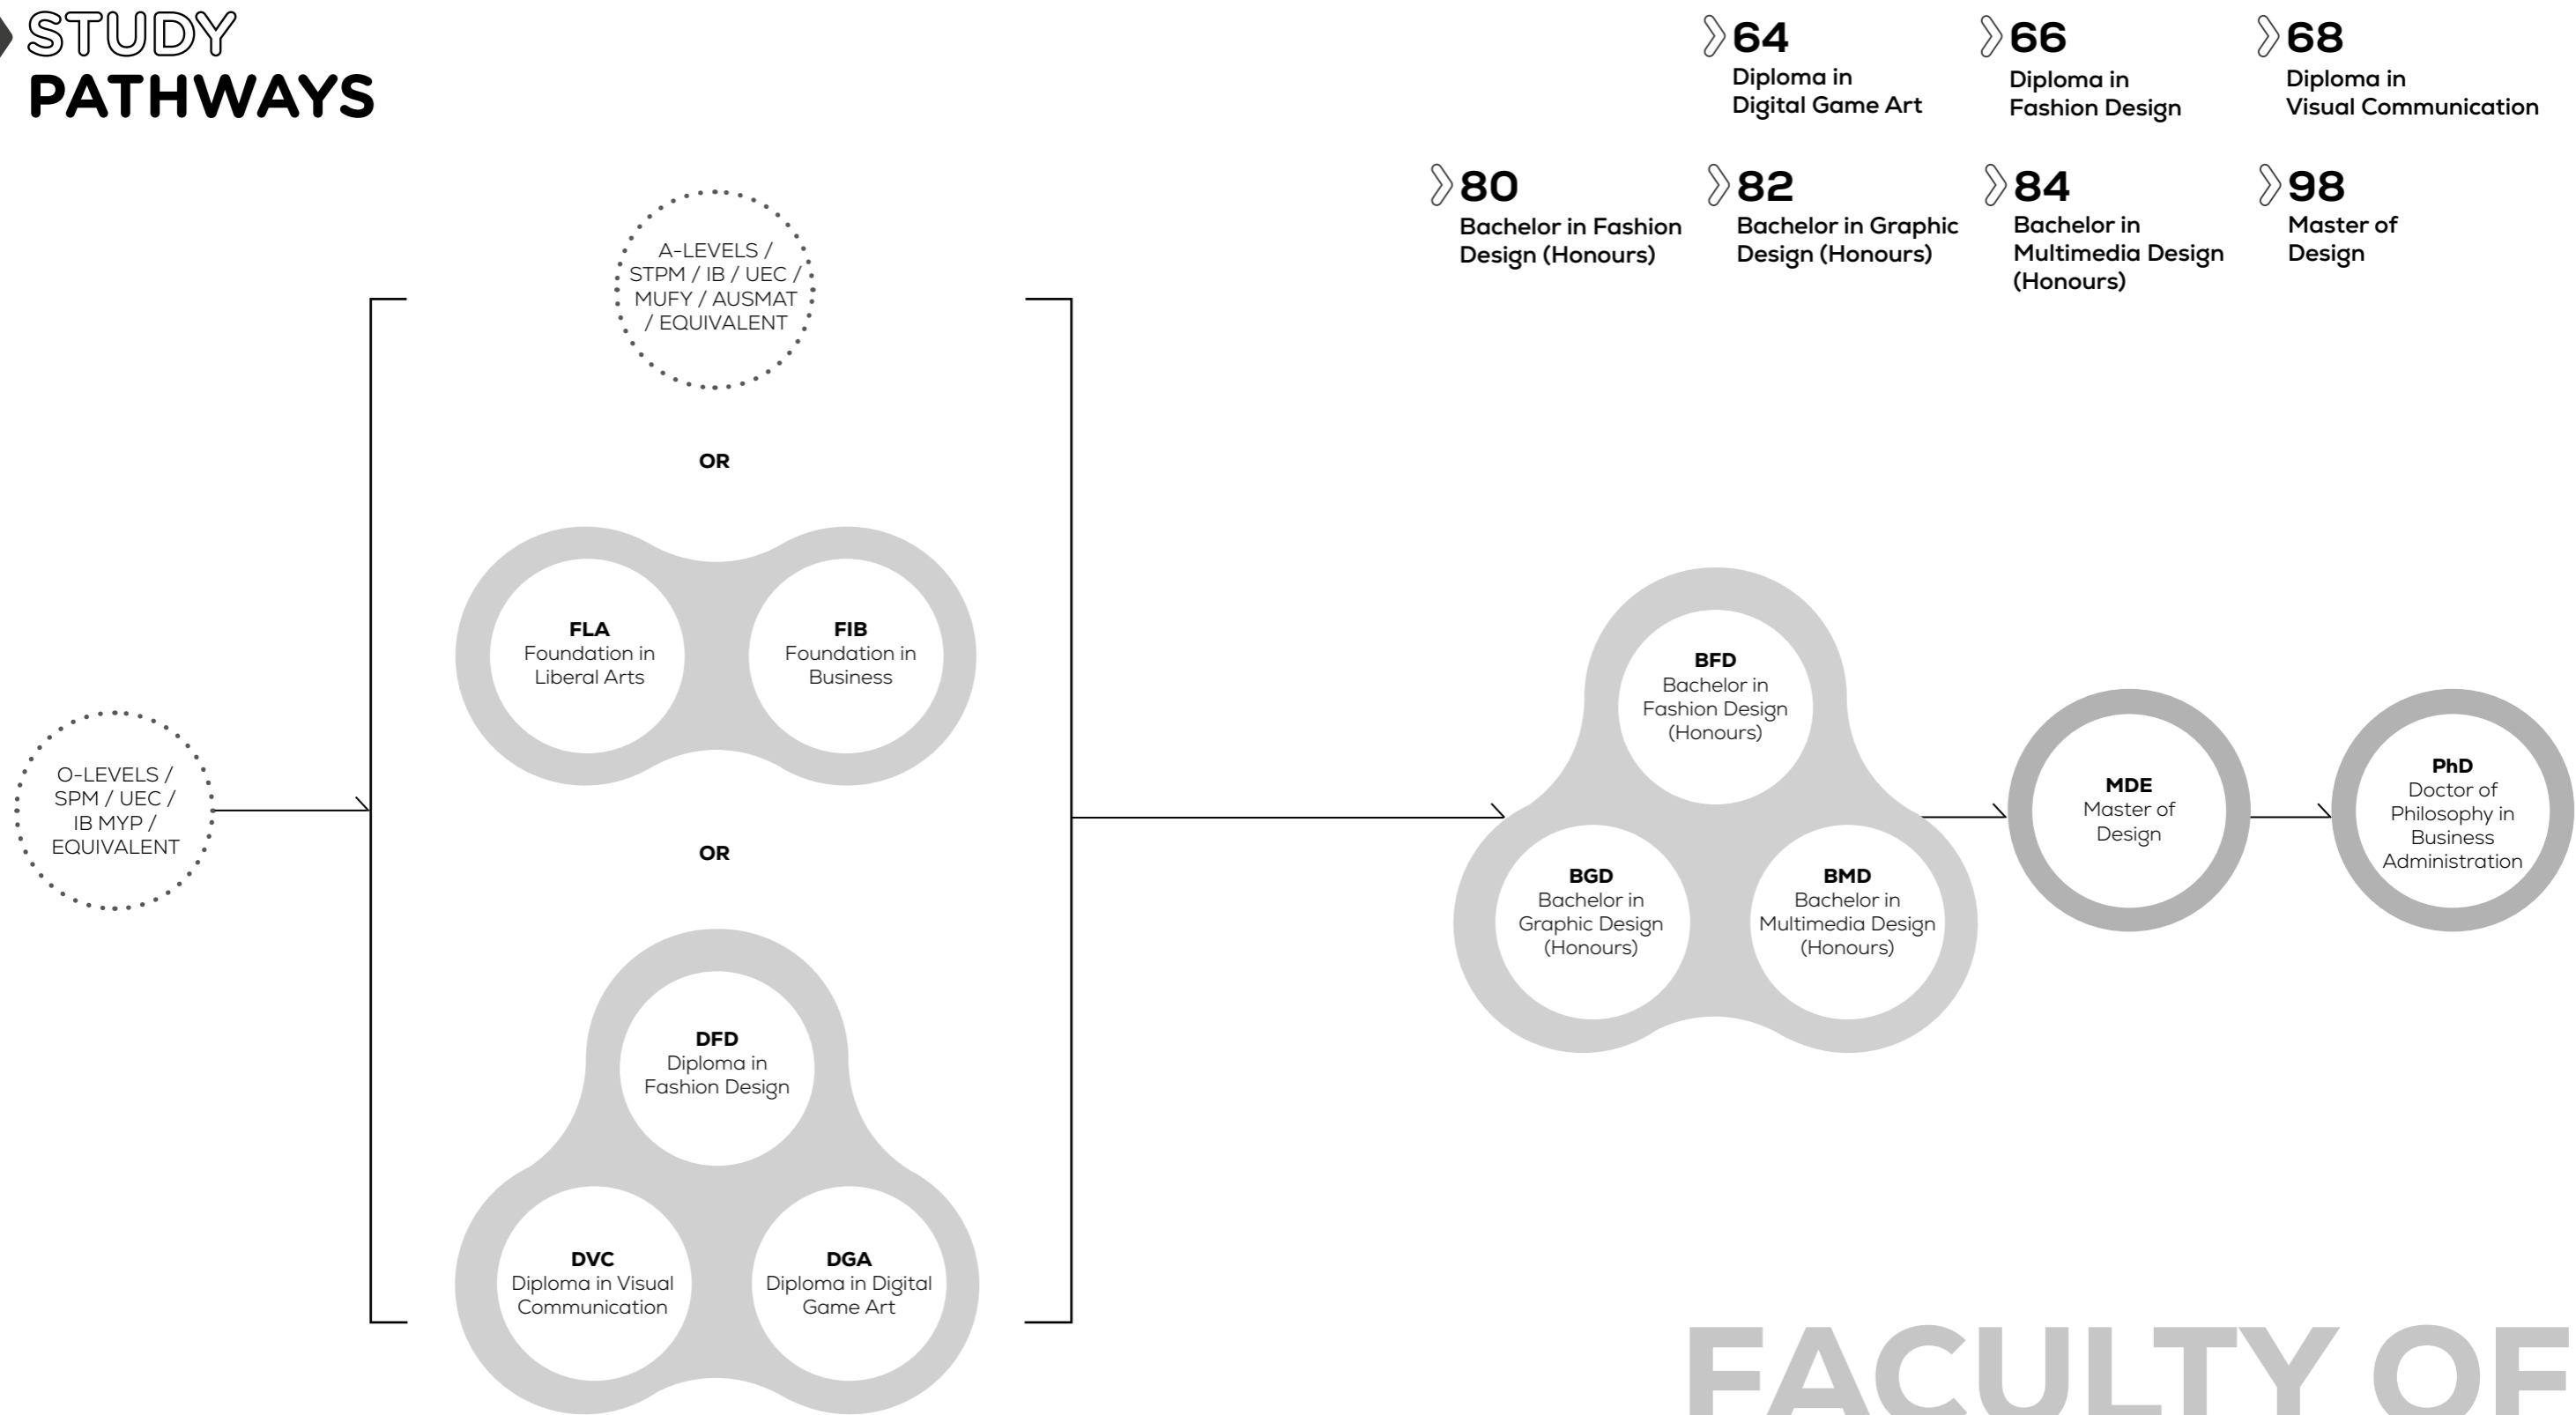 STUDY
PATHWAYS
64
Diploma in
Digital Game Art
66
Diploma in
Fashion Design
68
Diploma in
Visual Communication
80
Bachelor in Fashion
Design (Honours)
82
Bachelor in Graphic
Design (Honours)
84
Bachelor in
Multimedia Design
(Honours)
98
Master of
Design
O-LEVELS /
SPM / UEC /
IB MYP /
EQUIVALENT
A-LEVELS /
STPM / IB / UEC /
MUFY / AUSMAT
/ EQUIVALENT
OR
FLA
Foundation in
Liberal Arts
FIB
Foundation in
Business
OR
DFD
Diploma in
Fashion Design
DVC
Diploma in Visual
Communication
DGA
Diploma in Digital
Game Art
BFD
Bachelor in
Fashion Design
(Honours)
BGD
Bachelor in
Graphic Design
(Honours)
BMD
Bachelor in
Multimedia Design
(Honours)
MDE
Master of
Design
PhD
Doctor of
Philosophy in
Business
Administration
FACULTY OF